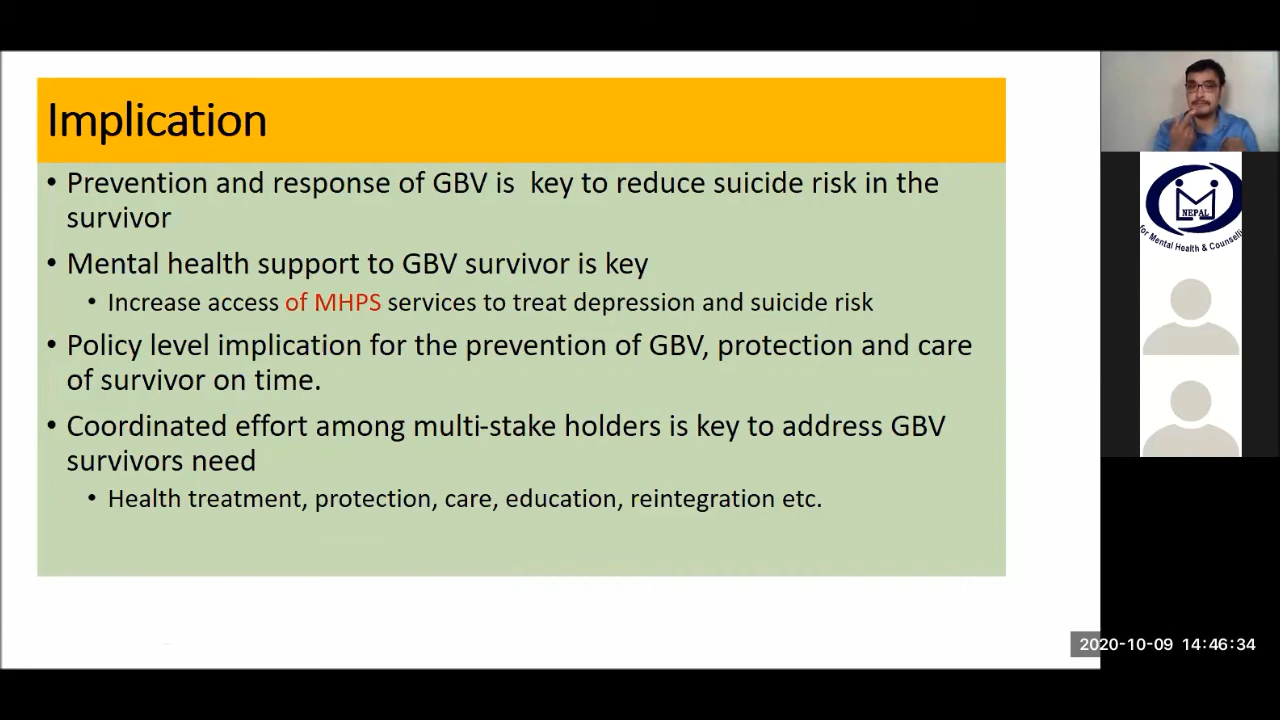 Implication
• Prevention and response of GBV is key to reduce suicide risk in the
survivor
• Mental health support to GBV survivor is key
• Increase access of MHPS services to treat depression and suicide risk
• Policy level implication for the prevention of GBV, protection and care
of survivor on time.
• Coordinated effort among multi-stake holders is key to address GBV
survivors need
• Health treatment, protection, care, education, reintegration etc.
NEPAL
for Mental Health & Counselli
2020-10-09 14:46:34